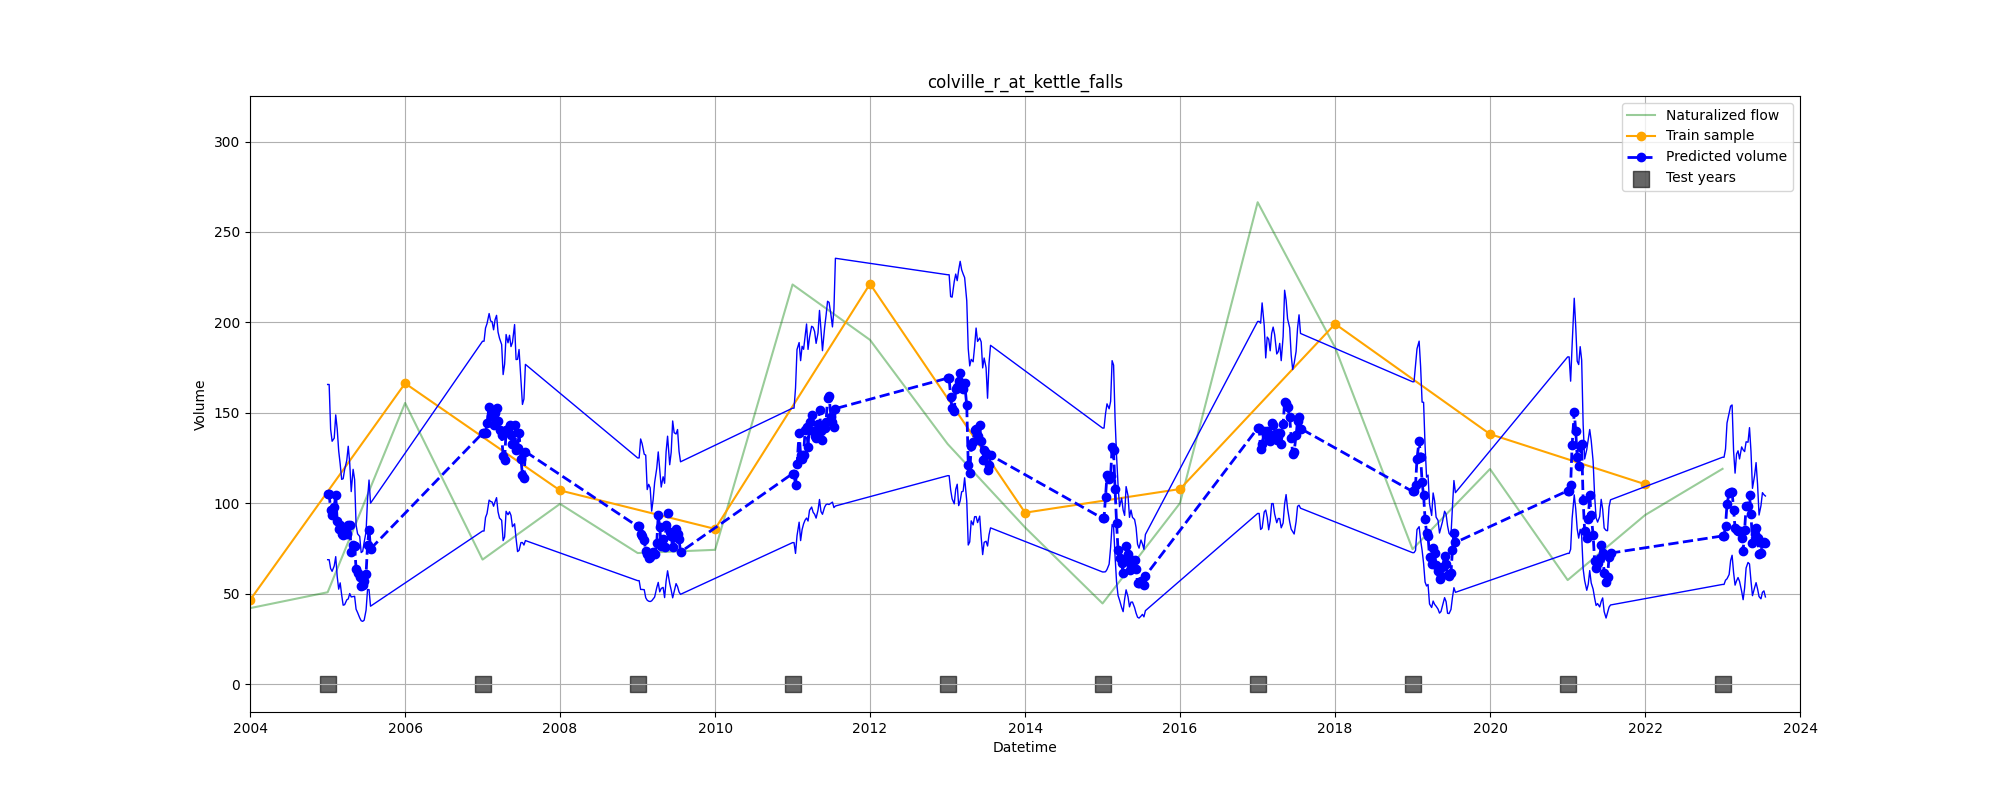 colville_r_at_kettle_falls
Naturalized flow
Train sample
Predicted volume
Test years
Volume
300
250
200
150
100
50
0
2004 2006 2008 2010 2012 2014 2016 2018 2020 2022 2024
Datetime